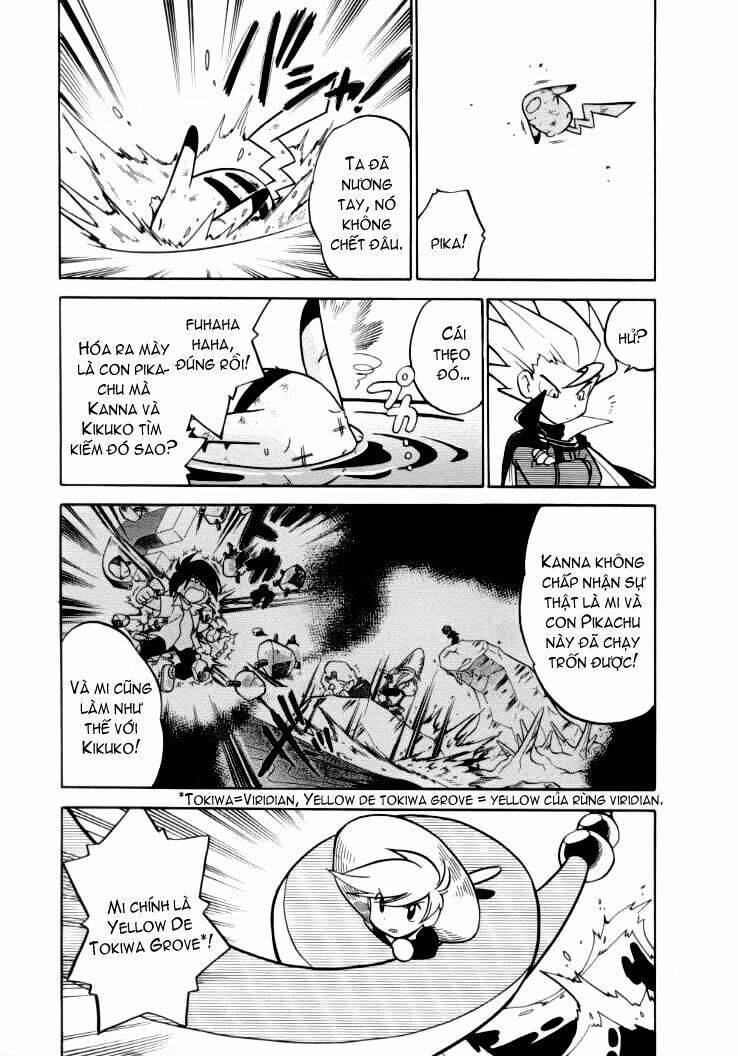 PIKA!
TA ĐÃ
NƯƠNG
TAY, NÓ
KHÔNG
CHẾT ĐÂU.
HỬ?
CÁI
THẸO
ĐÓ...
ピカ
FUHAHA
HAHA,
ĐÚNG RỒI!
HÓA RA MÀY
LÀ CON PIKA-
CHU MÀ
KANNA VÀ
KIKUKO TÌM
KIẾM ĐÓ SAO?
KANNA KHÔNG
CHẤP NHẬN SỰ
THẬT LÀ MI VÀ
CON PIKACHU
NÀY ĐÃ CHẠY
TRỐN ĐƯỢC!
VÀ MI CŨNG
LÀM NHƯ
THẾ VỚI
KIKUKO!
*TOKIWA=VIRIDIAN, YELLOW DE TOKIWA GROVE = YELLOW CỦA RỪNG VIRIDIAN.
MI CHÍNH LÀ
YELLOW DE
TOKIWA GROVE*!